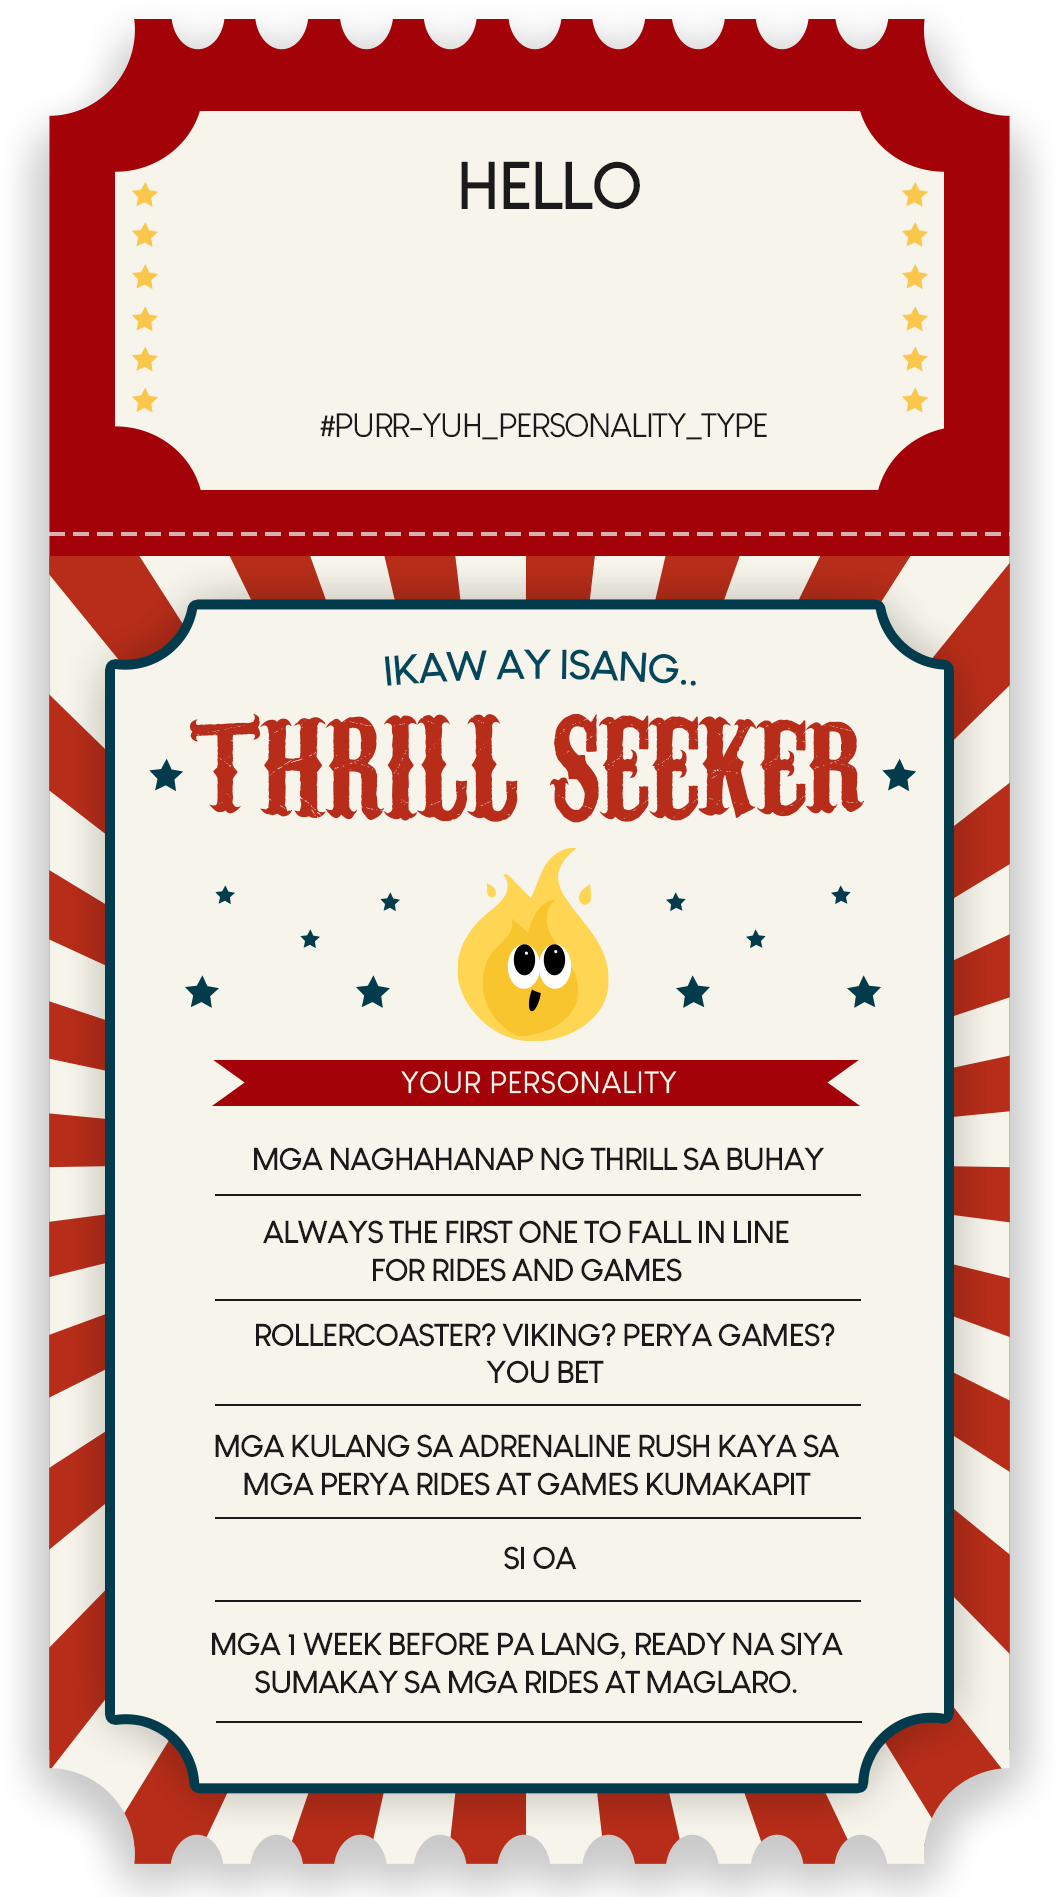 HELLO
#PURR-YUH_PERSONALITY_TYPE
IKAW AY ISANG..
THRILL SEEKER
YOUR PERSONALITY
MGA NAGHAHANAP NG THRILL SA BUHAY
ALWAYS THE FIRST ONE TO FALL IN LINE
FOR RIDES AND GAMES
ROLLERCOASTER? VIKING? PERYA GAMES?
YOU BET
MGA KULANG SA ADRENALINE RUSH KAYA SA
MGA PERYA RIDES AT GAMES KUMAKAPIT
SI OA
MGA 1 WEEK BEFORE PA LANG, READY NA SIYA
SUMAKAY SA MGA RIDES AT MAGLARO.